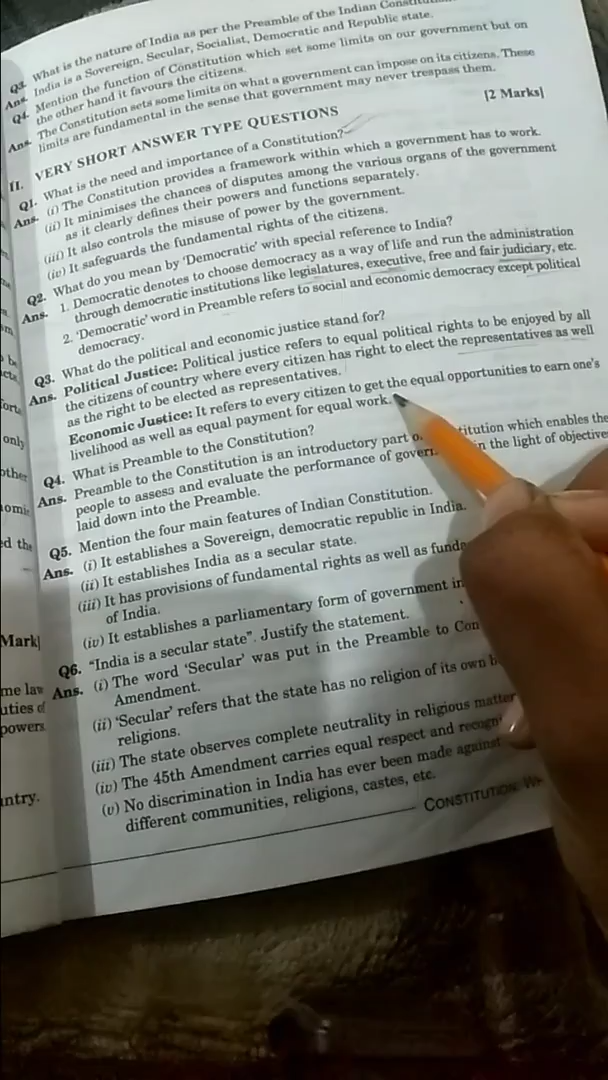 Q3. What is the nature of India as per the Preamble of the Indian
Ans. India is a Sovereign, Secular, Socialist, Democratic and Republic state.
Q4. Mention the function of Constitution which set some limits on our government but on
the other hand it favours the citizens.
Ans. The Constitution sets some limits on what a government can impose on its citizens. These
limits are fundamental in the sense that government may never trespass them.
II. VERY SHORT ANSWER TYPE QUESTIONS [2 Marks]
Q1. What is the need and importance of a Constitution?
Ans. (i) The Constitution provides a framework within which a government has to work.
(ii) It minimises the chances of disputes among the various organs of the government
as it clearly defines their powers and functions separately.
(iii) It also controls the misuse of power by the government.
(iv) It safeguards the fundamental rights of the citizens.
Q2. What do you mean by 'Democratic' with special reference to India?
Ans. 1. Democratic denotes to choose democracy as a way of life and run the administration
through democratic institutions like legislatures, executive, free and fair judiciary, etc.
2. 'Democratic' word in Preamble refers to social and economic democracy except political
democracy.
Q3. What do the political and economic justice stand for?
Ans. Political Justice: Political justice refers to equal political rights to be enjoyed by all
the citizens of country where every citizen has right to elect the representatives as well
as the right to be elected as representatives.
Economic Justice: It refers to every citizen to get the equal opportunities to earn one's
livelihood as well as equal payment for equal work.
Q4. What is Preamble to the Constitution?
Ans. Preamble to the Constitution is an introductory part which enables the
people to assess and evaluate the performance of in the light of
laid down into the Preamble.
Q5. Mention the four main features of Indian Constitution.
Ans. (i) It establishes a Sovereign, democratic republic in India.
(ii) It establishes India as a secular state.
(iii) It has provisions of fundamental rights as well as
of India.
(iv) It establishes a parliamentary form of government in
Q6. "India is a secular state". Justify the statement.
Ans. (i) The word 'Secular' was put in the Preamble to
Amendment.
(ii) 'Secular' refers that the state has no religion of its own
religions.
(iii) The state observes complete neutrality in religious
(iv) The 45th Amendment carries equal respect and
(v) No discrimination in India has ever been made against
different communities, religions, castes, etc.
CONSTITUTION:
only
ed the
Mark]
me law
powers
ntry.